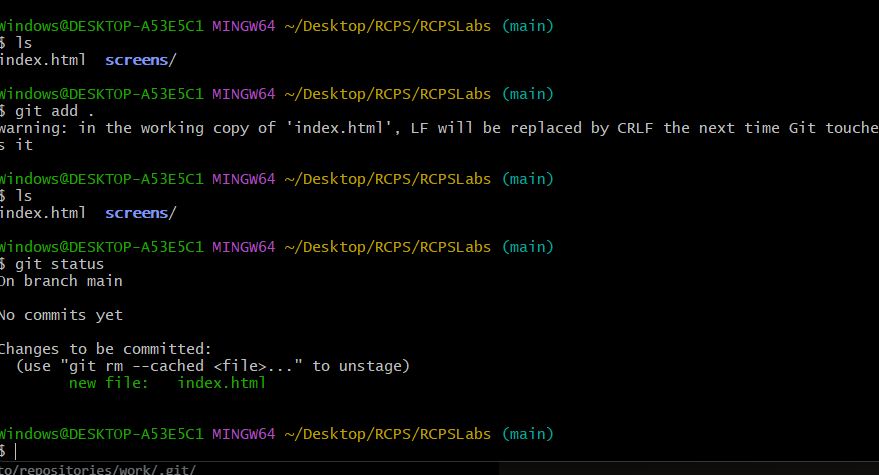 Windows@DESKTOP-A53E5C1 MINGW64 ~/Desktop/RCPS/RCPSLabs (main)
$ ls
index.html  screens/

Windows@DESKTOP-A53E5C1 MINGW64 ~/Desktop/RCPS/RCPSLabs (main)
$ git add .
warning: in the working copy of 'index.html', LF will be replaced by CRLF the next time Git touche
s it

Windows@DESKTOP-A53E5C1 MINGW64 ~/Desktop/RCPS/RCPSLabs (main)
$ ls
index.html  screens/

Windows@DESKTOP-A53E5C1 MINGW64 ~/Desktop/RCPS/RCPSLabs (main)
$ git status
On branch main

No commits yet

Changes to be committed:
  (use "git rm --cached <file>..." to unstage)
        new file:   index.html


Windows@DESKTOP-A53E5C1 MINGW64 ~/Desktop/RCPS/RCPSLabs (main)
$
to/repositories/work/.git/